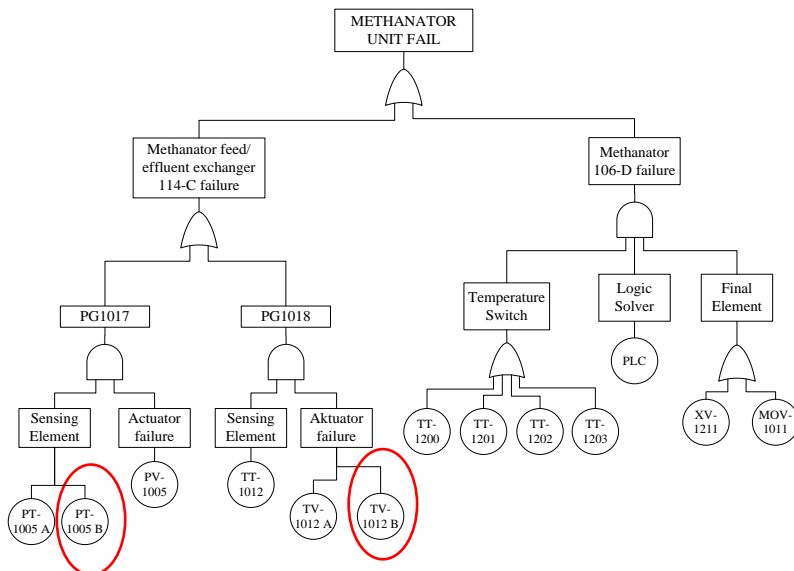 METHANATOR
UNIT FAIL
Methanator feed/
effluent exchanger
114-C failure
Methanator
106-D failure
PG1017
PG1018
Temperature
Switch
Logic
Solver
Final
Element
PLC
Sensing
Element
Actuator
failure
Sensing
Element
Aktuator
failure
TT-
1200
TT-
1201
TT-
1202
TT-
1203
XV-
1211
MOV-
1011
PV-
1005
TT-
1012
PT-
1005 A
PT-
1005 B
TV-
1012 A
TV-
1012 B